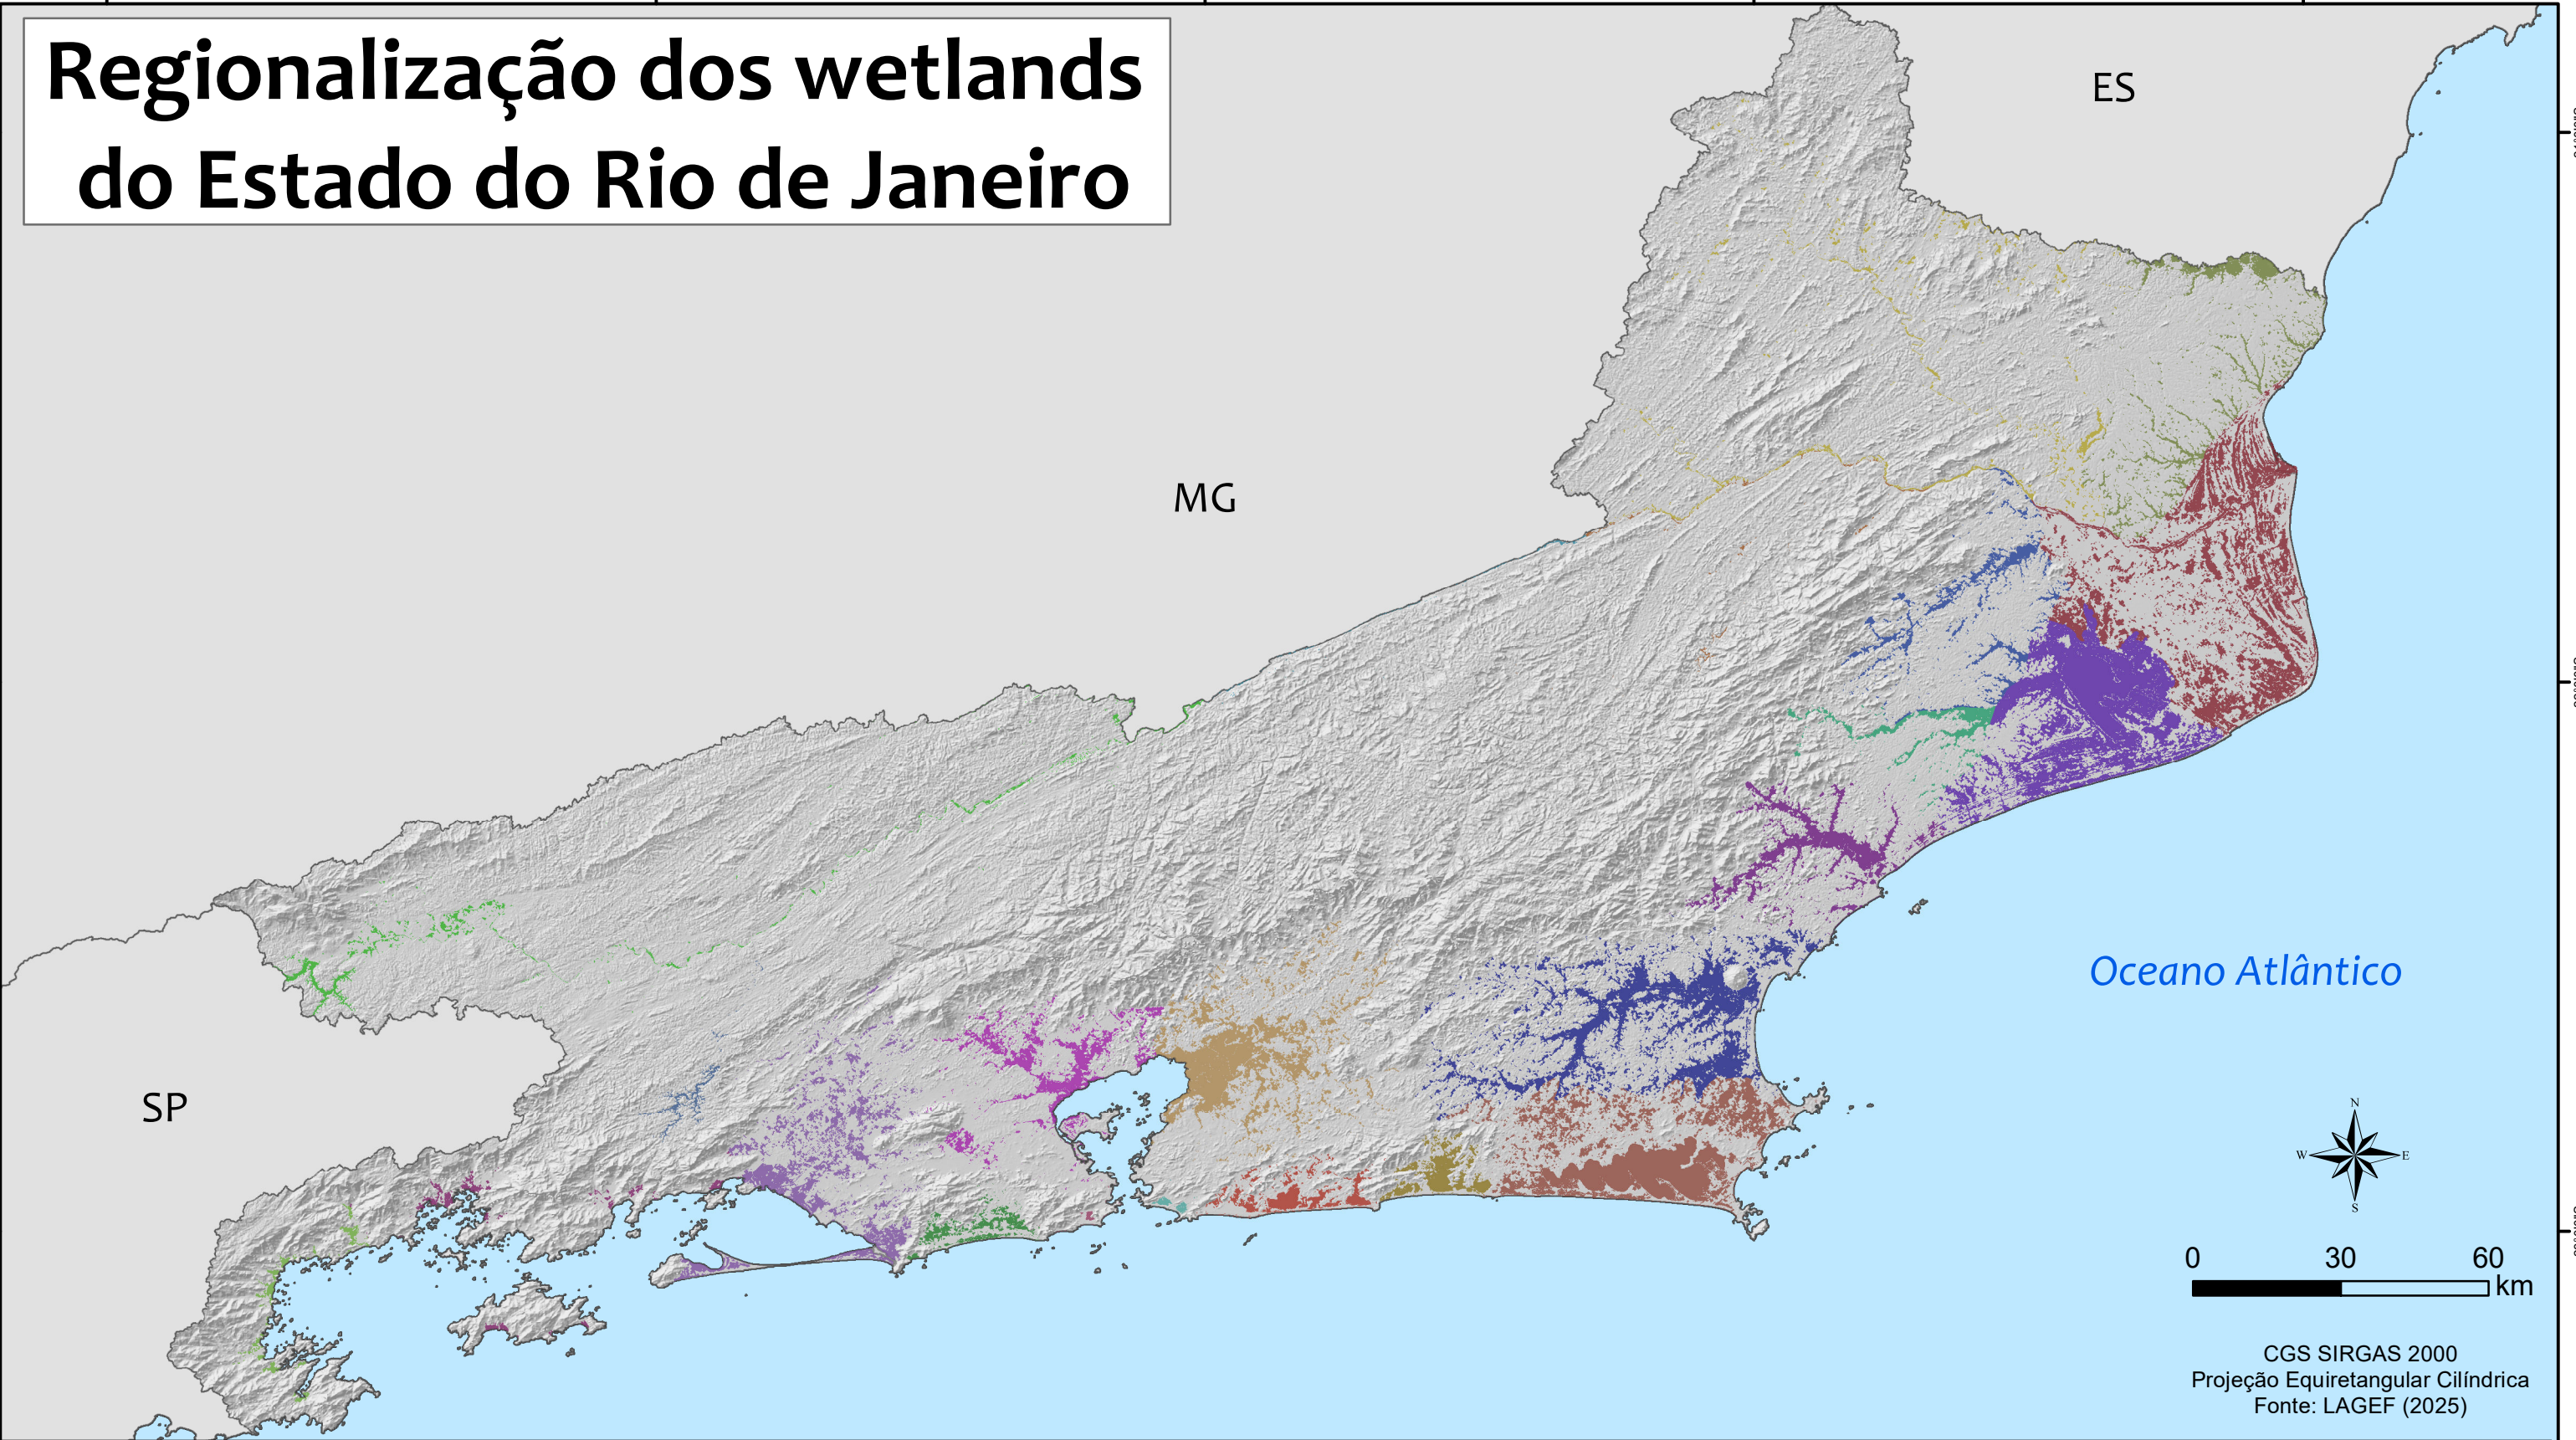 Regionalização dos wetlands
do Estado do Rio de Janeiro
ES
MG
SP
Oceano Atlântico
N
W
E
S
0 30 60
km
CGS SIRGAS 2000
Projeção Equiretangular Cilíndrica
Fonte: LAGEF (2025)